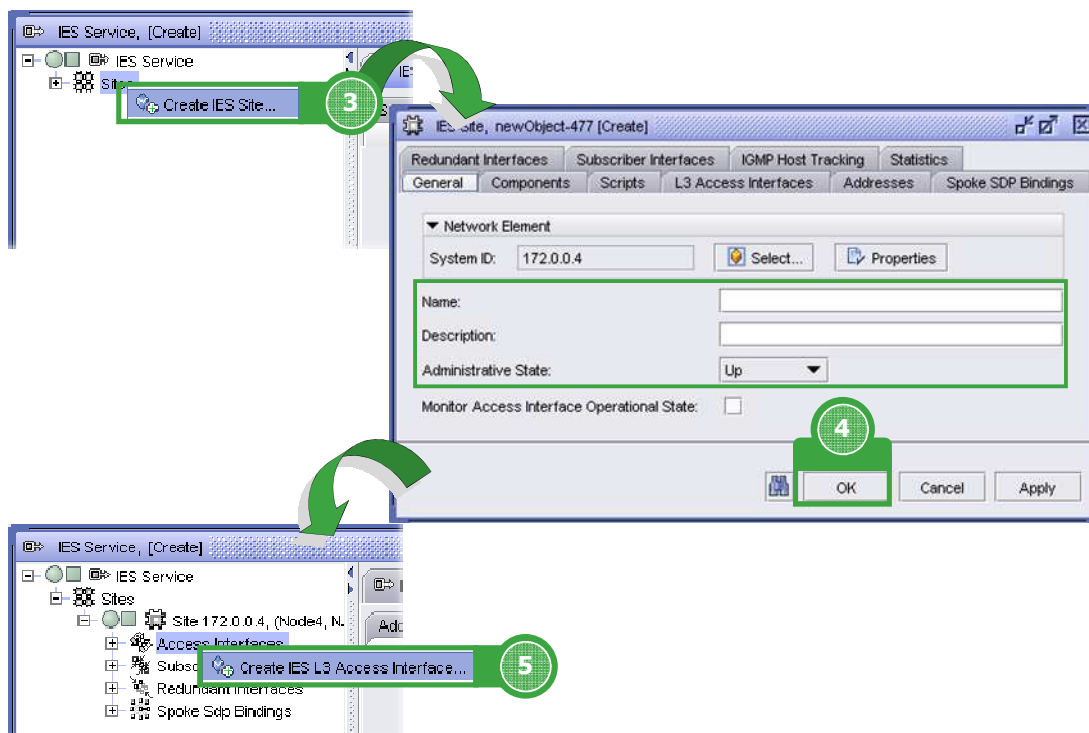 IES Service, [Create]
IES Service
Sites
Create IES Site...
3
IES Site, newObject-477 [Create]
Redundant Interfaces Subscriber Interfaces IGMP Host Tracking Statistics
General Components Scripts L3 Access Interfaces Addresses Spoke SDP Bindings
Network Element
System ID: 172.0.0.4 Select... Properties
Name:
Description:
Administrative State: Up
Monitor Access Interface Operational State:
4
OK Cancel Apply
IES Service, [Create]
IES Service
Sites
Site 172.0.0.4, (Node4, N
Access Interfaces
Create IES L3 Access Interface...
5
Redundant Interfaces
Spoke Sdp Bindings